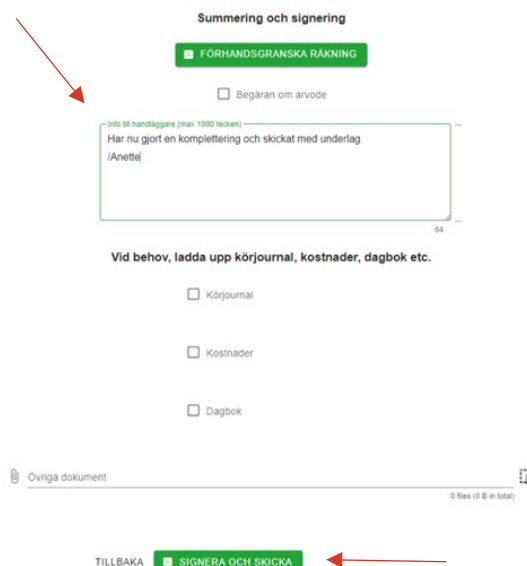 Summering och signering
FÖRHANDSGRANSKA RÄKNING
Begäran om arvode
Info till handläggare (max 1000 tecken)
Har nu gjort en komplettering och skickat med underlag.
/Anette
64
Vid behov, ladda upp körjournal, kostnader, dagbok etc.
Körjournal
Kostnader
Dagbok
Övriga dokument
0 files (0 B in total)
TILLBAKA SIGNERA OCH SKICKA